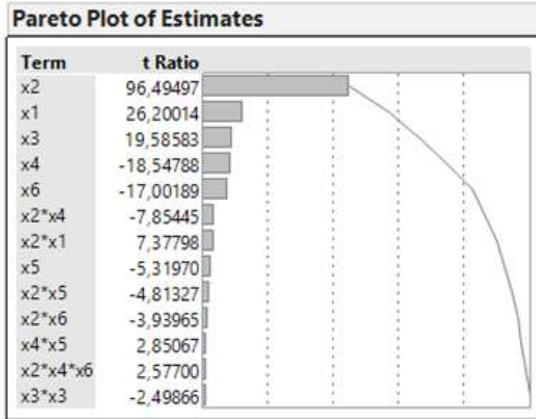 Pareto Plot of Estimates
Term t Ratio
x2 96,49497
x1 26,20014
x3 19,58583
x4 -18,54788
x6 -17,00189
x2*x4 -7,85445
x2*x1 7,37798
x5 -5,31970
x2*x5 -4,81327
x2*x6 -3,93965
x4*x5 2,85067
x2*x4*x6 2,57700
x3*x3 -2,49866